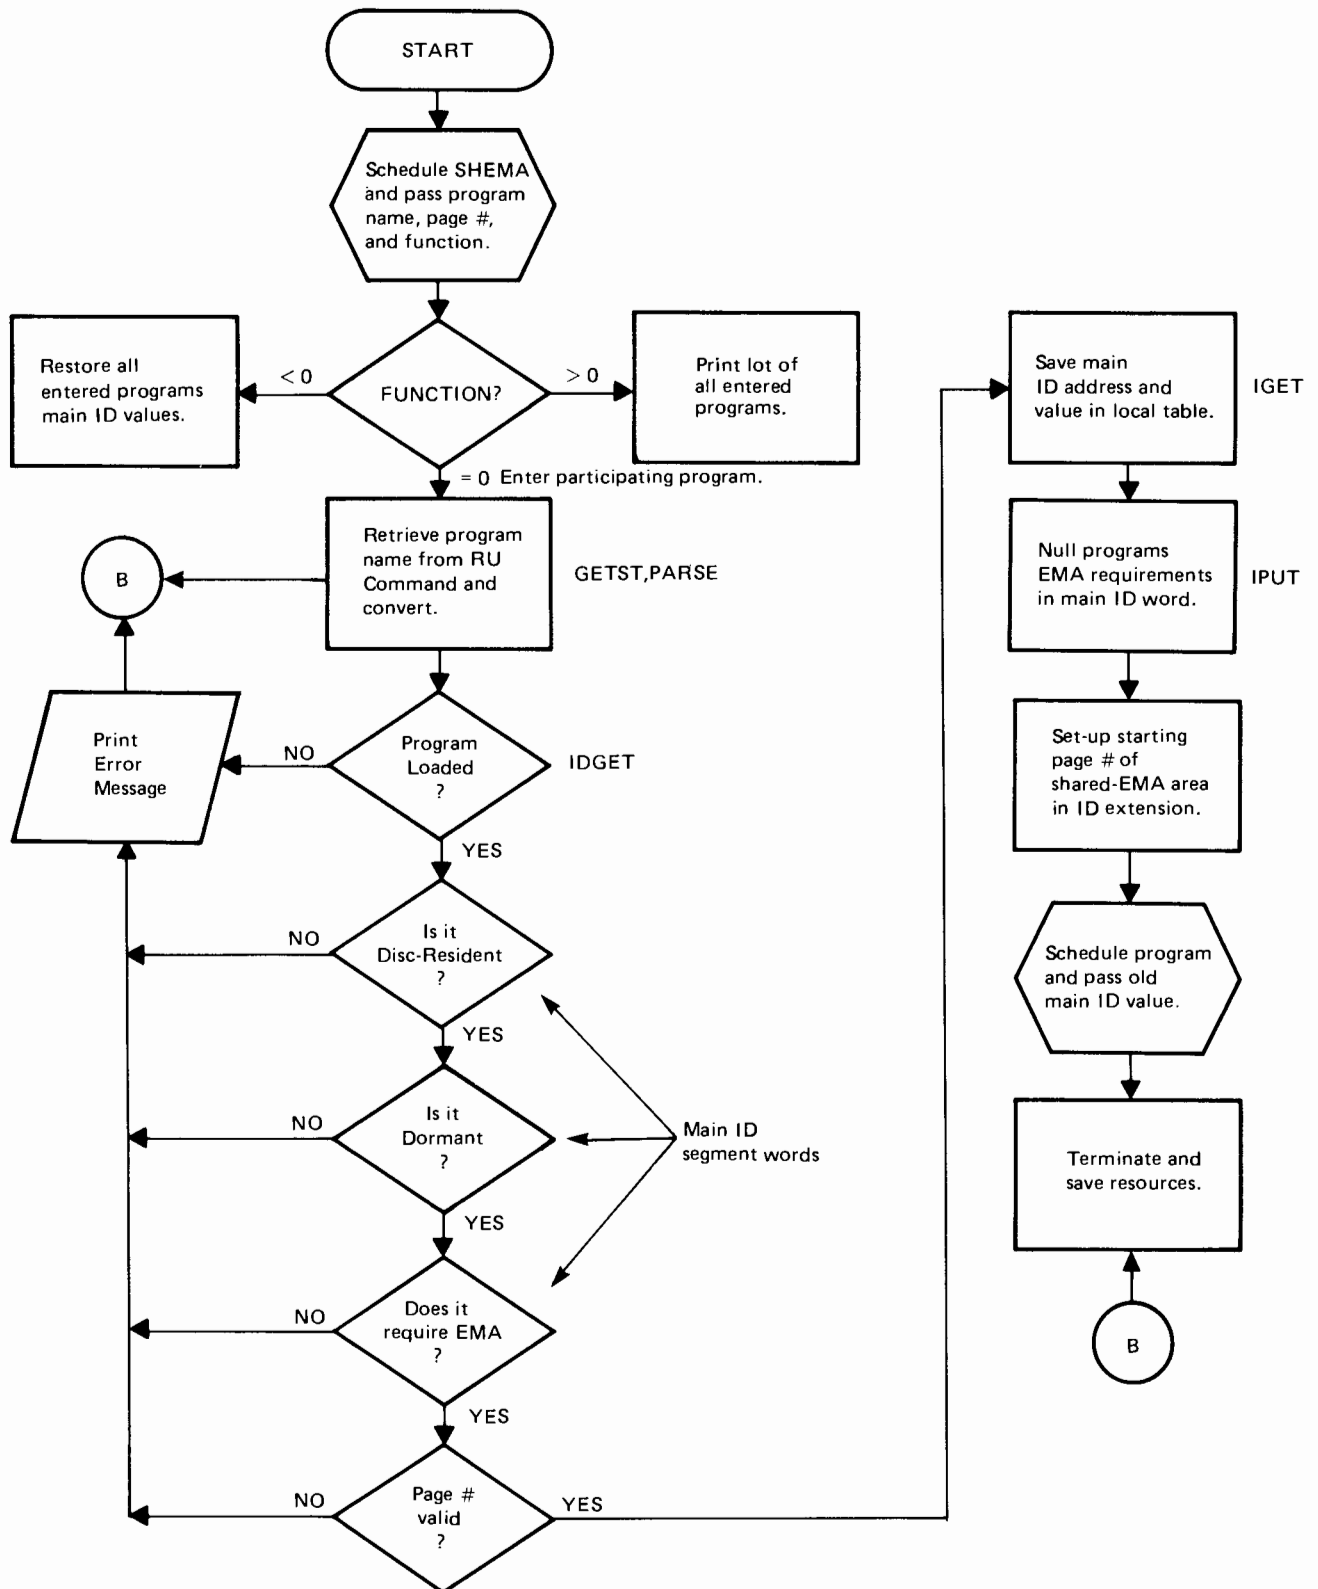 START
Schedule SHEMA
and pass program
name, page #,
and function.
Restore all
entered programs
main ID values.
< 0
FUNCTION?
> 0
Print lot of
all entered
programs.
= 0 Enter participating program.
Retrieve program
name from RU
Command and
convert.
GETST,PARSE
B
Print
Error
Message
NO
Program
Loaded
?
IDGET
YES
NO
Is it
Disc-Resident
?
YES
NO
Is it
Dormant
?
Main ID
segment words
YES
NO
Does it
require EMA
?
YES
NO
Page #
valid
?
YES
Save main
ID address and
value in local table.
IGET
Null programs
EMA requirements
in main ID word.
IPUT
Set-up starting
page # of
shared-EMA area
in ID extension.
Schedule program
and pass old
main ID value.
Terminate and
save resources.
B